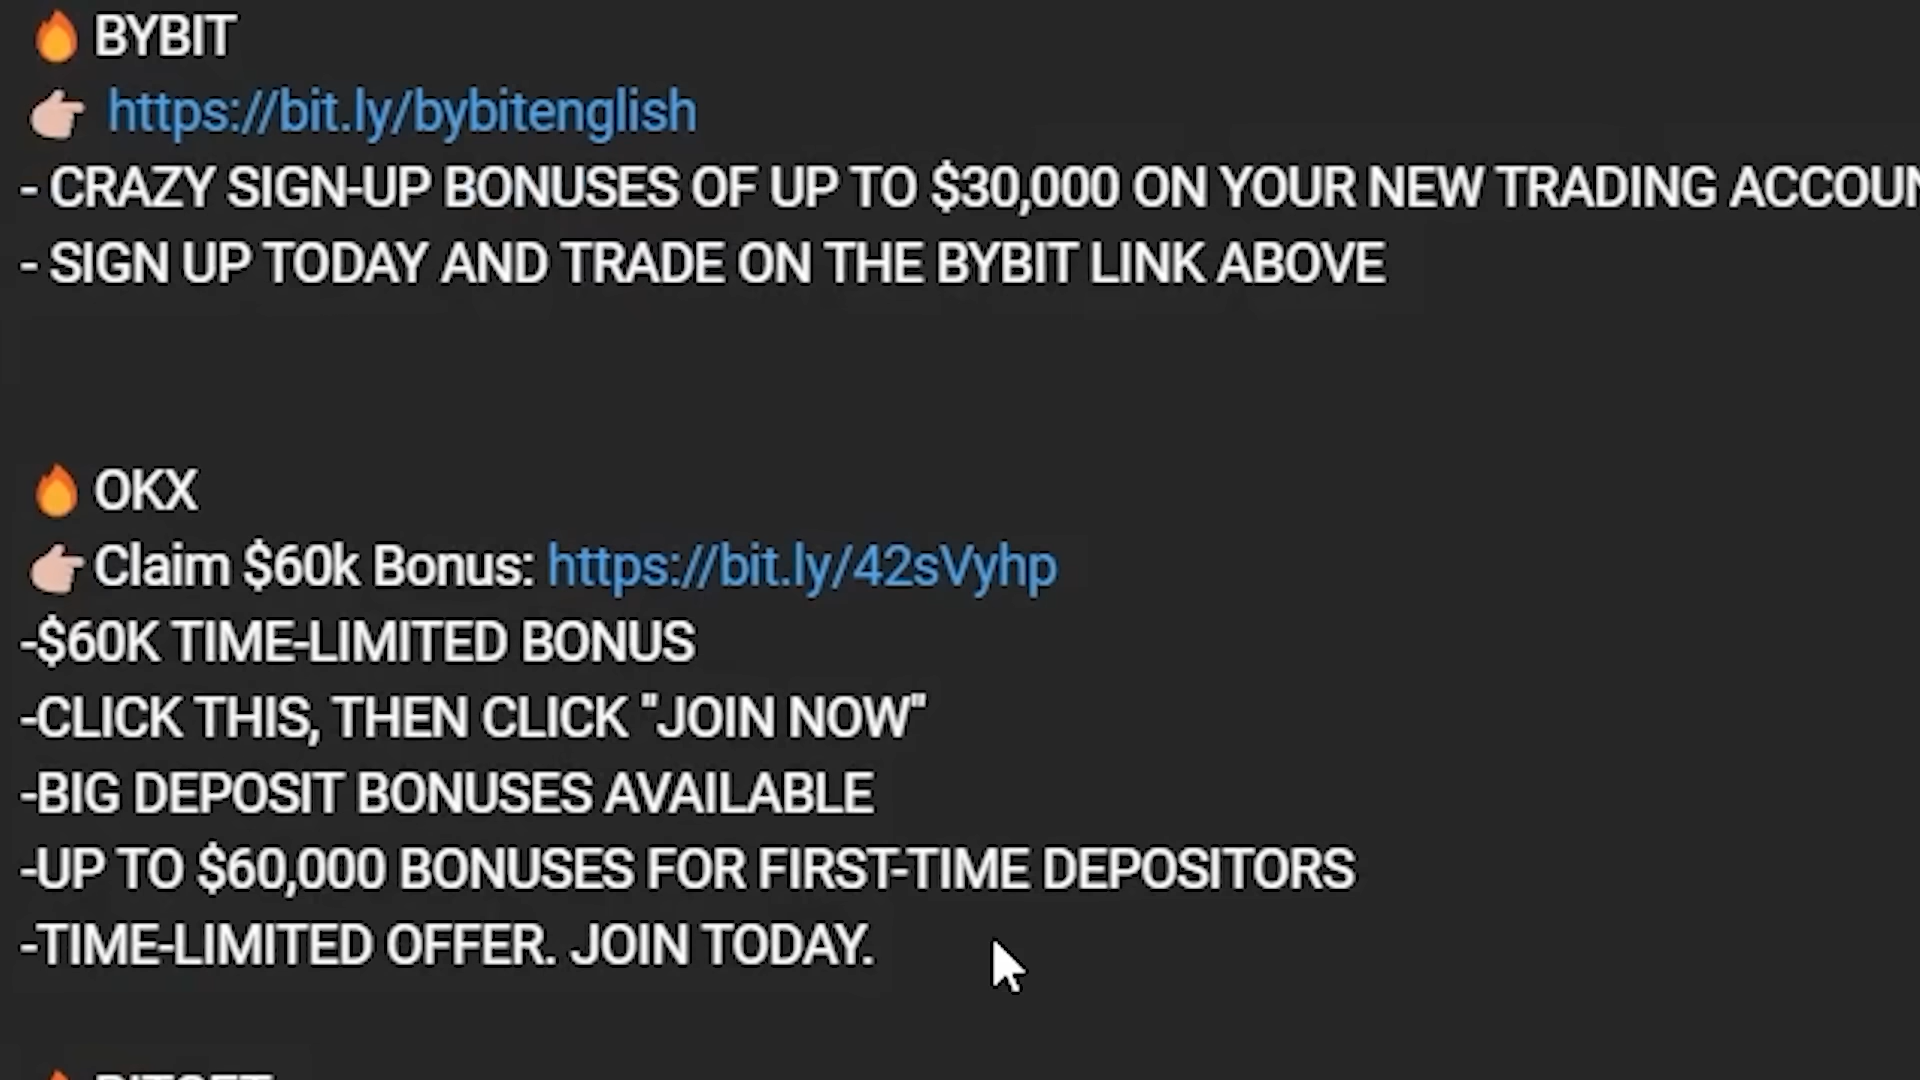 🔥 BYBIT
👉 https://bit.ly/bybitenglish
- CRAZY SIGN-UP BONUSES OF UP TO $30,000 ON YOUR NEW TRADING
- SIGN UP TODAY AND TRADE ON THE BYBIT LINK ABOVE
🔥 OKX
👉 Claim $60k Bonus: https://bit.ly/42sVyhp
-$60K TIME-LIMITED BONUS
-CLICK THIS, THEN CLICK "JOIN NOW"
-BIG DEPOSIT BONUSES AVAILABLE
-UP TO $60,000 BONUSES FOR FIRST-TIME DEPOSITORS
-TIME-LIMITED OFFER. JOIN TODAY.